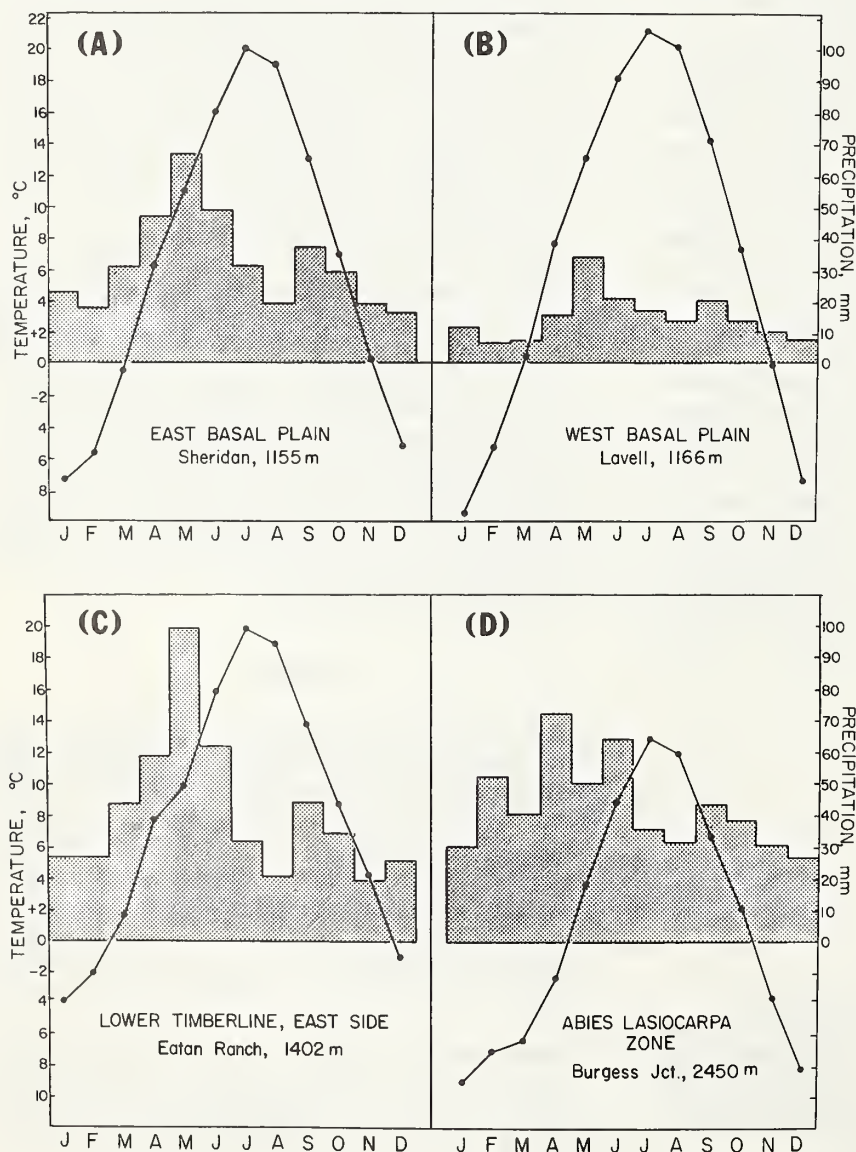 (A)
22
20
18
16
14
12
10
8
6
4
+2
0
-2
4
6
8
TEMPERATURE, °C
EAST BASAL PLAIN
Sheridan, 1155m
J F M A M J J A S O N D
(B)
100
90
80
70
60
50
40
30
20
10
0
PRECIPITATION, mm
WEST BASAL PLAIN
Lavell, 1166m
J F M A M J J A S O N D
(C)
20
18
16
14
12
10
8
6
4
+2
0
-2
4
6
8
10
TEMPERATURE, °C
LOWER TIMBERLINE, EAST SIDE
Eatan Ranch, 1402 m
J F M A M J J A S O N D
(D)
100
90
80
70
60
50
40
30
20
10
0
PRECIPITATION, mm
ABIES LASIOCARPA
ZONE
Burgess Jct., 2450 m
J F M A M J J A S O N D